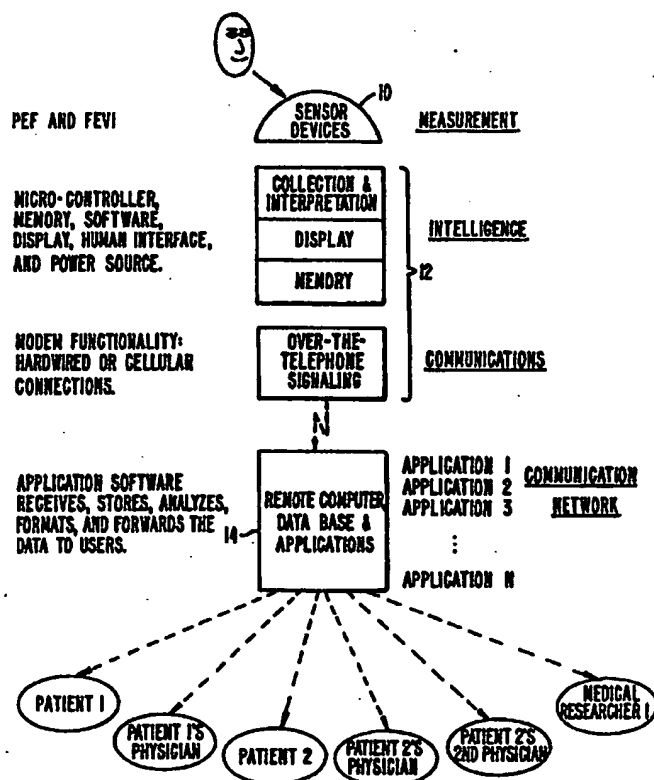 10
PEF AND FEVI
SENSOR
DEVICES
MEASUREMENT
MICRO-CONTROLLER,
MEMORY, SOFTWARE,
DISPLAY, HUMAN INTERFACE,
AND POWER SOURCE.
COLLECTION &
INTERPRETATION
DISPLAY
MEMORY
INTELLIGENCE
12
MODEM FUNCTIONALITY:
HARDWIRED OR CELLULAR
CONNECTIONS.
OVER-THE-
TELEPHONE
SIGNALING
COMMUNICATIONS
APPLICATION SOFTWARE
RECEIVES, STORES, ANALYZES,
FORMATS, AND FORWARDS THE
DATA TO USERS.
14
REMOTE COMPUTER,
DATA BASE &
APPLICATIONS
APPLICATION 1
APPLICATION 2
APPLICATION 3
⋮
APPLICATION N
COMMUNICATION
NETWORK
PATIENT 1
PATIENT 1'S
PHYSICIAN
PATIENT 2
PATIENT 2'S
PHYSICIAN
PATIENT 2'S
2ND PHYSICIAN
MEDICAL
RESEARCHER 1